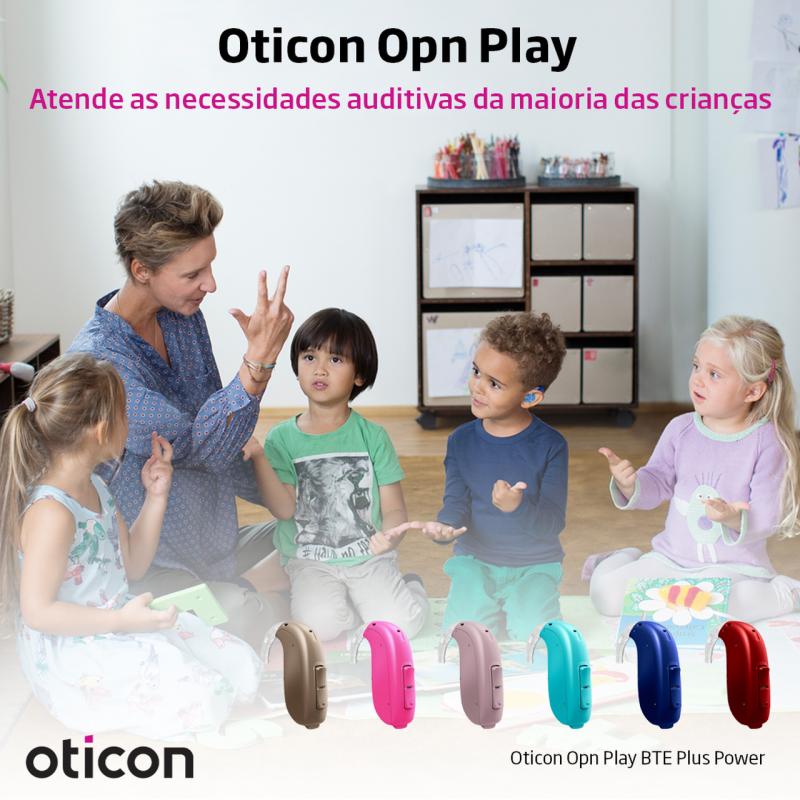 Oticon Opn Play
Atende as necessidades auditivas da maioria das crianças
oticon
Oticon Opn Play BTE Plus Power